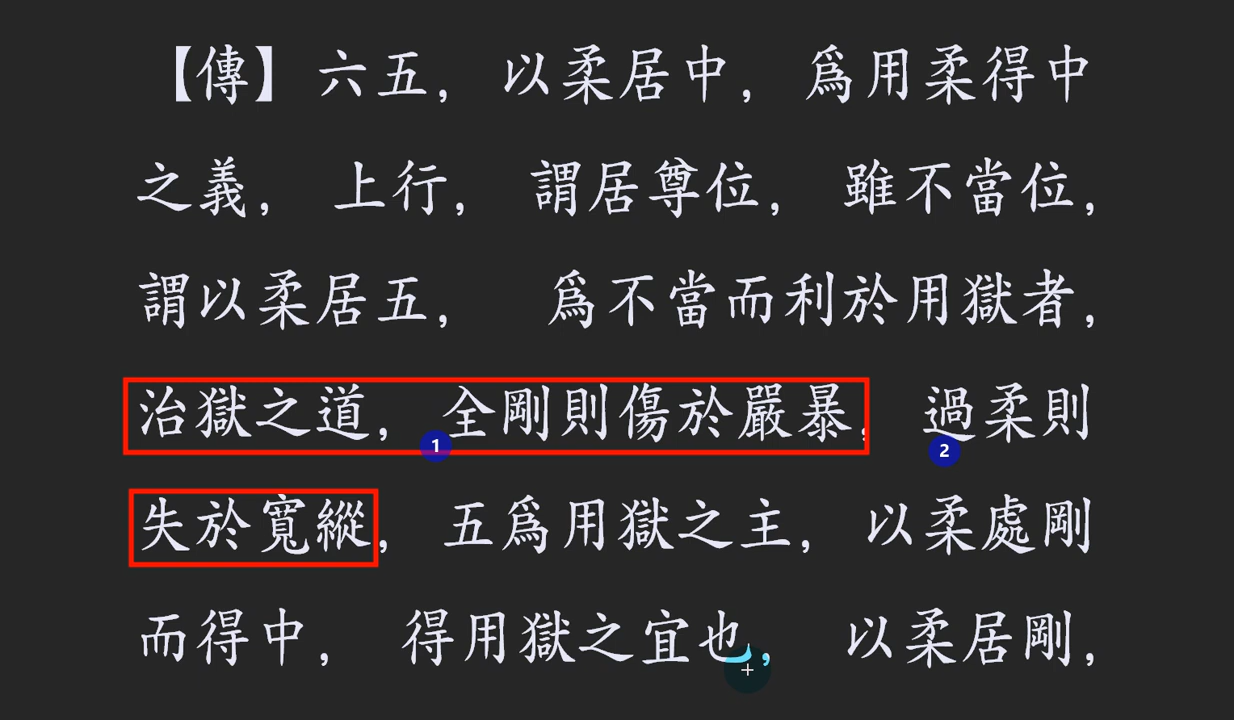 【傳】六五，以柔居中，爲用柔得中
之義，上行，謂居尊位，雖不當位，
謂以柔居五，爲不當而利於用獄者，
治獄之道，全剛則傷於嚴暴，過柔則
1 2
失於寬縱，五爲用獄之主，以柔處剛
而得中，得用獄之宜也，以柔居剛，